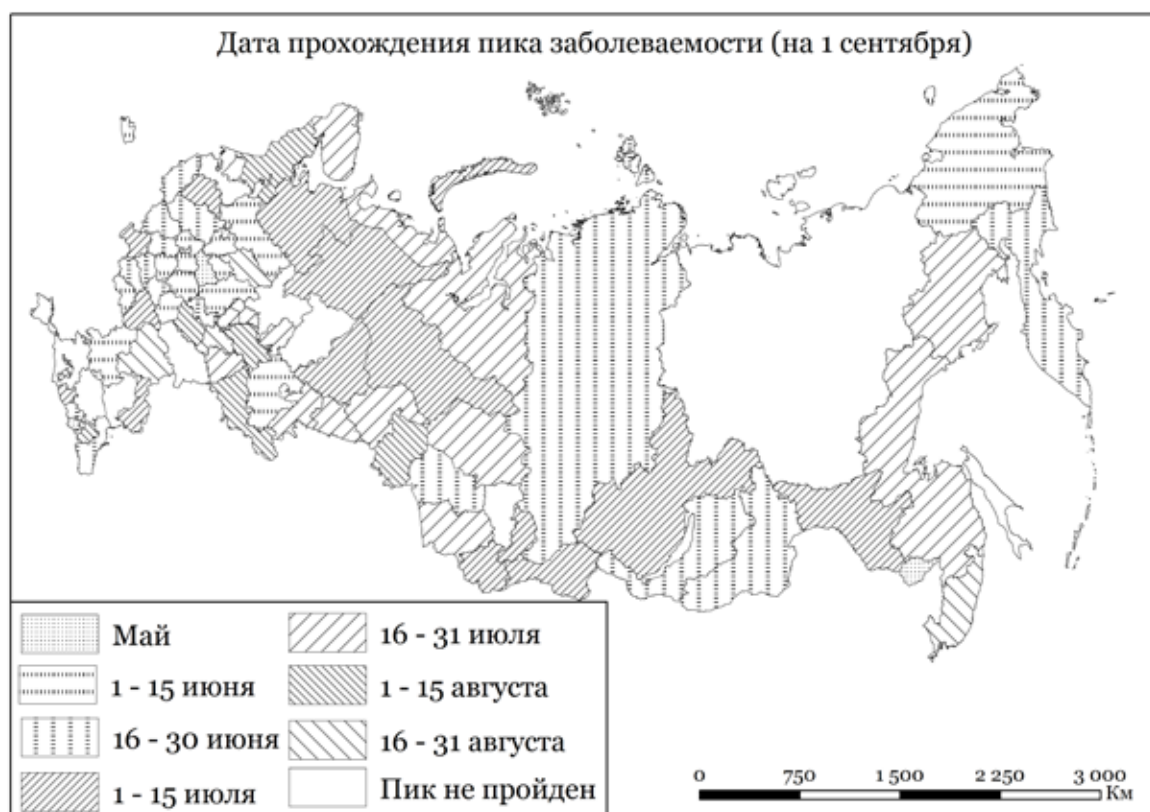 Дата прохождения пика заболеваемости (на 1 сентября)
Май
1 - 15 июня
16 - 30 июня
1 - 15 июля
16 - 31 июля
1 - 15 августа
16 - 31 августа
Пик не пройден
0 750 1 500 2 250 3 000
Км